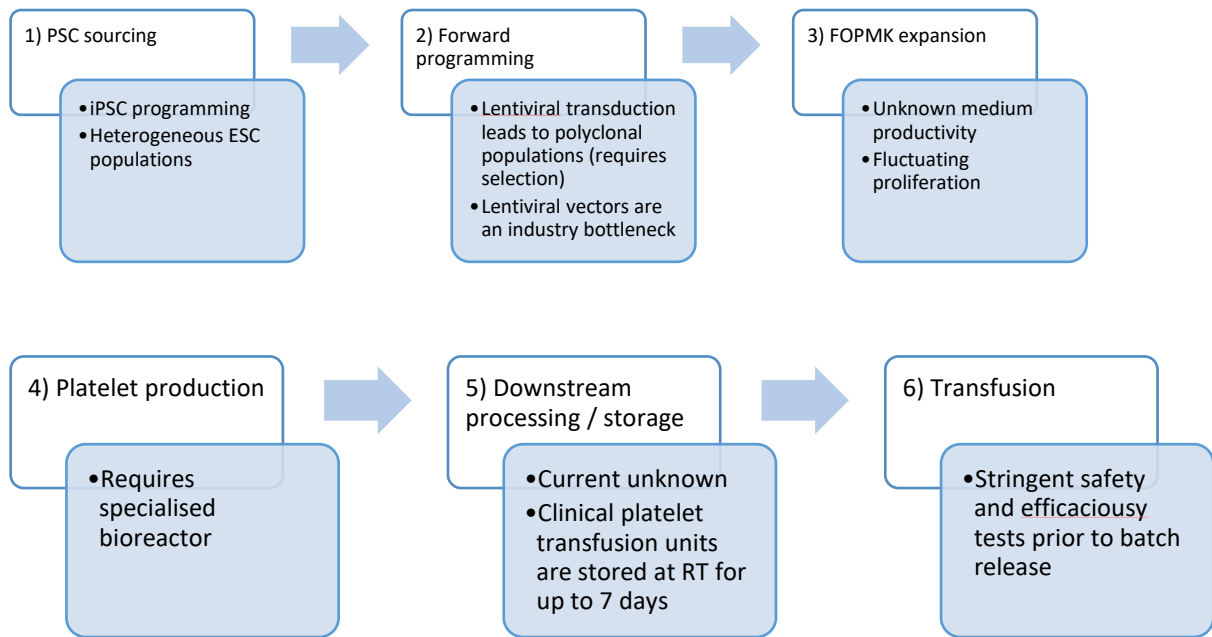 1) PSC sourcing
•iPSC programming
•Heterogeneous ESC
populations
2) Forward
programming
•Lentiviral transduction
leads to polyclonal
populations (requires
selection)
•Lentiviral vectors are
an industry bottleneck
3) FOPMK expansion
•Unknown medium
productivity
•Fluctuating
proliferation
4) Platelet production
•Requires
specialised
bioreactor
5) Downstream
processing / storage
•Current unknown
•Clinical platelet
transfusion units
are stored at RT for
up to 7 days
6) Transfusion
•Stringent safety
and efficaciousy
tests prior to batch
release